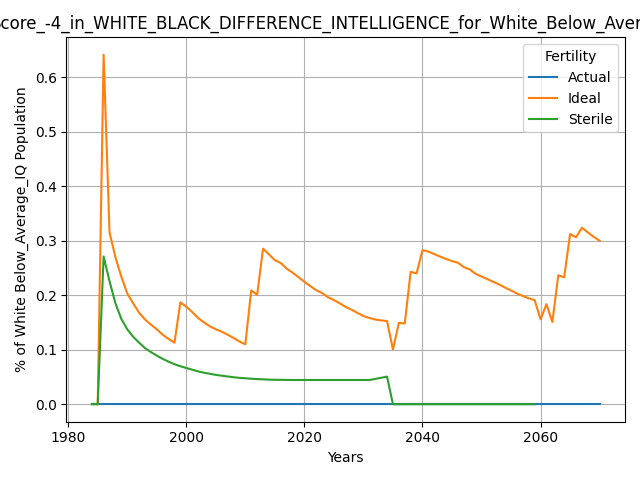 core_-4_in_WHITE_BLACK_DIFFERENCE_INTELLIGENCE_for_White_Below_Aver
Fertility
Actual
Ideal
Sterile
% of White Below_Average_IQ Population
0.6
0.5
0.4
0.3
0.2
0.1
0.0
1980
2000
2020
2040
2060
Years